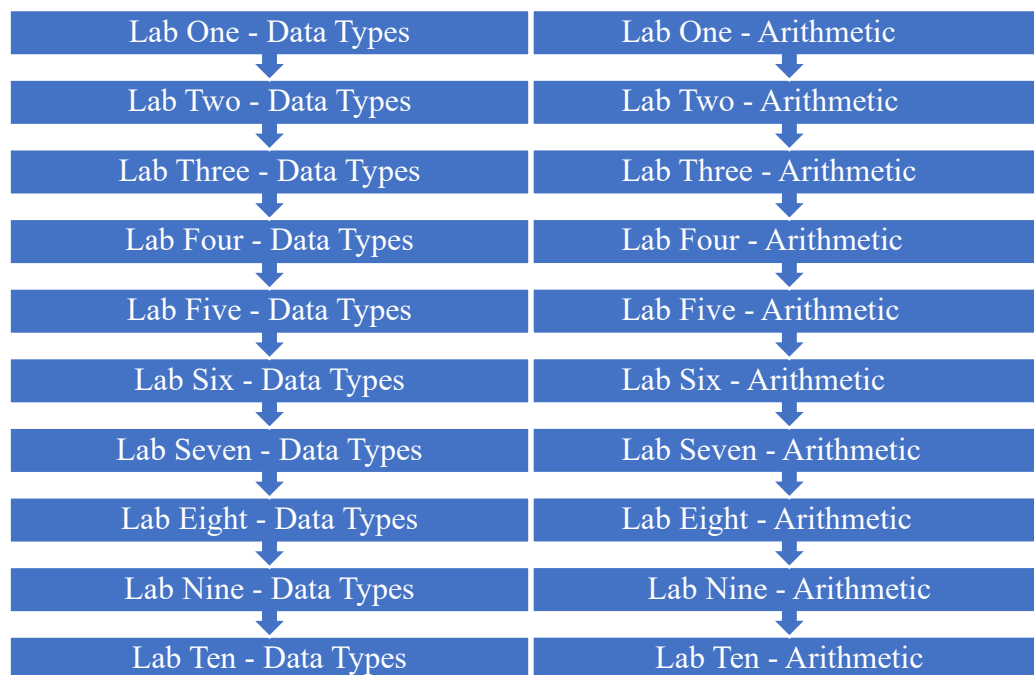 Lab One - Data Types
Lab Two - Data Types
Lab Three - Data Types
Lab Four - Data Types
Lab Five - Data Types
Lab Six - Data Types
Lab Seven - Data Types
Lab Eight - Data Types
Lab Nine - Data Types
Lab Ten - Data Types
Lab One - Arithmetic
Lab Two - Arithmetic
Lab Three - Arithmetic
Lab Four - Arithmetic
Lab Five - Arithmetic
Lab Six - Arithmetic
Lab Seven - Arithmetic
Lab Eight - Arithmetic
Lab Nine - Arithmetic
Lab Ten - Arithmetic